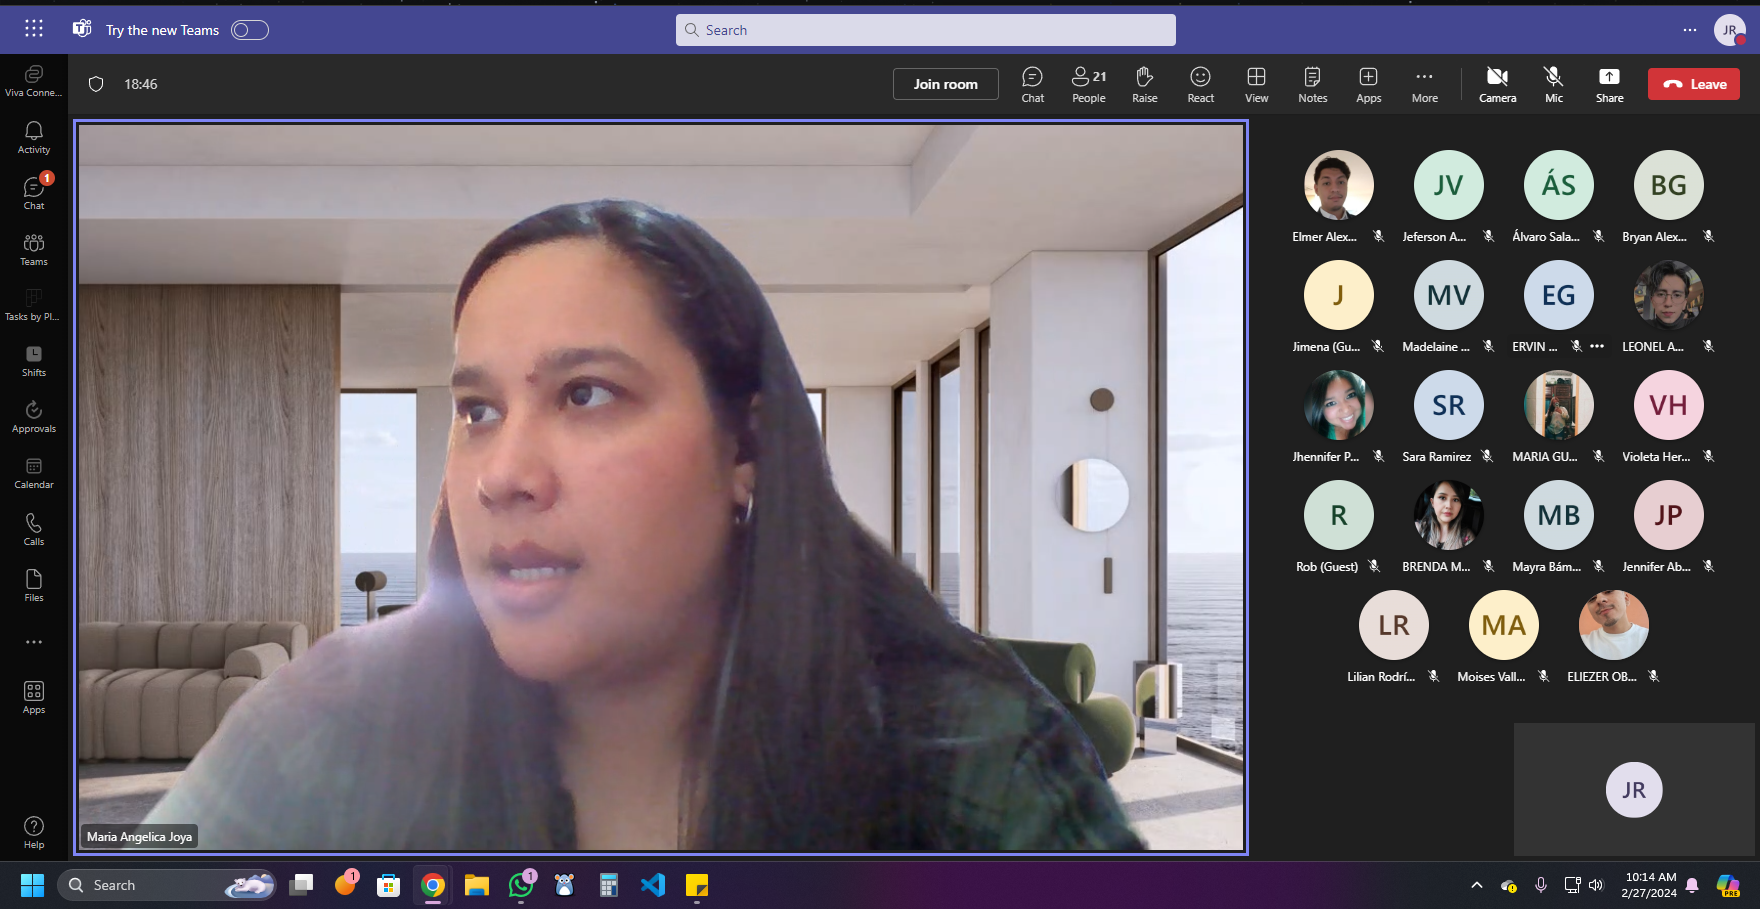 Try the new Teams
Search
JR
Viva Conne...
18:46
Join room
Chat
21
People
Raise
React
View
Notes
Apps
More
Camera
Mic
Share
Leave
Activity
1
Chat
Teams
Tasks by Pl...
Shifts
Approvals
Calendar
Calls
Files
Apps
Help
Maria Angelica Joya
JV
ÁS
BG
Elmer Alex...
Jeferson A...
Álvaro Sala...
Bryan Alex...
J
MV
EG
Jimena (Gu...
Madelaine ...
ERVIN ...
LEONEL A...
SR
VH
Jhennifer P...
Sara Ramirez
MARIA GU...
Violeta Her...
R
MB
JP
Rob (Guest)
BRENDA M...
Mayra Bám...
Jennifer Ab...
LR
MA
Lilian Rodrí...
Moises Vall...
ELIEZER OB...
JR
Search
1
1
10:14 AM
2/27/2024
PRE